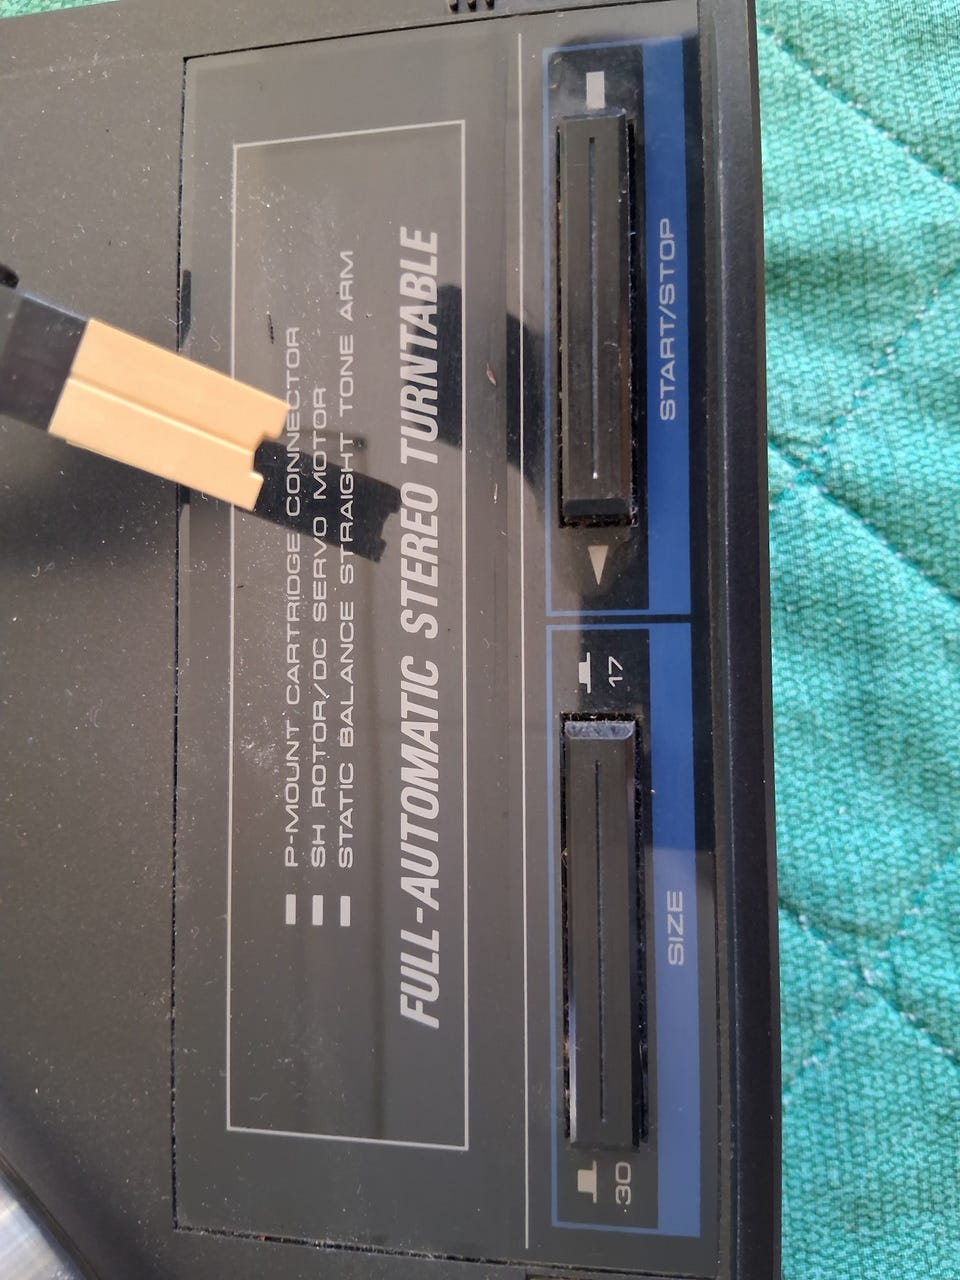 P-MOUNT CARTRIDGE CONNECTOR
SH ROTOR/DC SERVO MOTOR
STATIC BALANCE STRAIGHT TONE ARM
FULL-AUTOMATIC STEREO TURNTABLE
30
17
SIZE
START/STOP